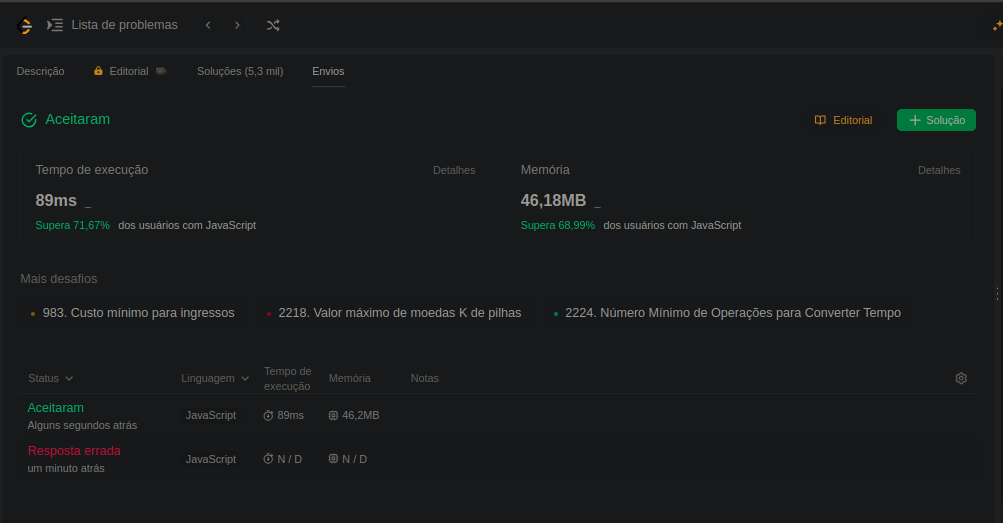 Lista de problemas
Descrição Editorial Soluções (5,3 mil) Envios
Aceitaram Editorial Solução
Tempo de execução Detalhes
89ms _
Supera 71,67% dos usuários com JavaScript
Memória Detalhes
46,18MB _
Supera 68,99% dos usuários com JavaScript
Mais desafios
983. Custo mínimo para ingressos 2218. Valor máximo de moedas K de pilhas 2224. Número Mínimo de Operações para Converter Tempo
Status Linguagem Tempo de execução Memória Notas
Aceitaram
Alguns segundos atrás
JavaScript 89ms 46,2MB
Resposta errada
um minuto atrás
JavaScript N / D N / D